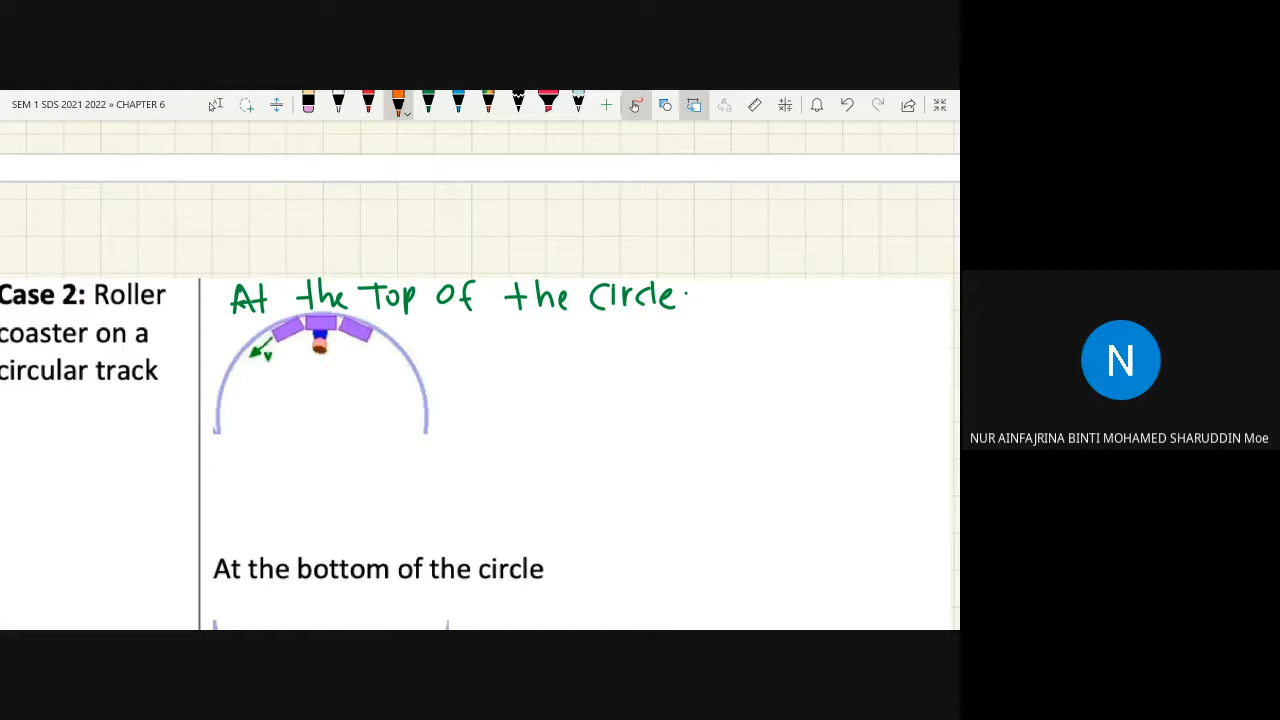 SEM 1 SDS 2021 2022 » CHAPTER 6
Case 2: Roller
coaster on a
circular track
At the Top Of the Circle.
v
At the bottom of the circle
N
NUR AINFAJRINA BINTI MOHAMED SHARUDDIN Moe